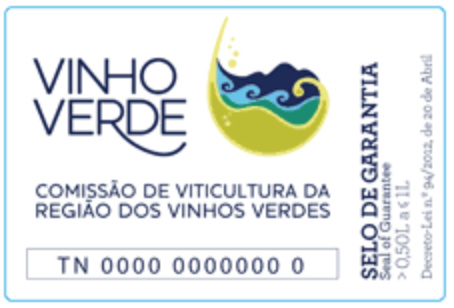 VINHO
VERDE
COMISSÃO DE VITICULTURA DA
REGIÃO DOS VINHOS VERDES
TN 0000 0000000 0
SELO DE GARANTIA
Seal of Guarantee
> 0,50L a ≤ 1L
Decreto-Lei n.º 94/2012, de 20 de Abril